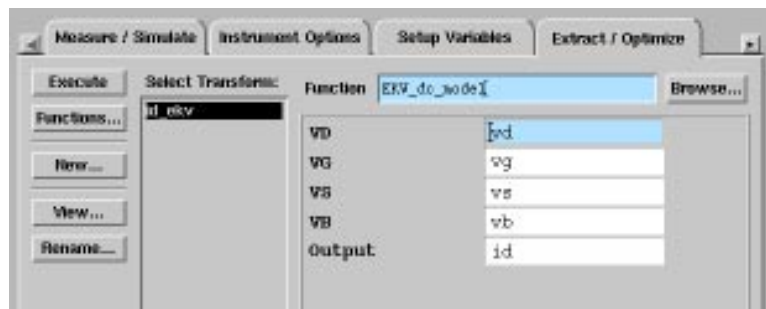 Measure / Simulate
Instrument Options
Setup Variables
Extract / Optimize
Execute
Select Transform:
Function
EKV_dc_model
Browse...
Functions...
id_ekv
VD
vd
New...
VG
vg
VS
vs
View...
VB
vb
Rename...
Output
id